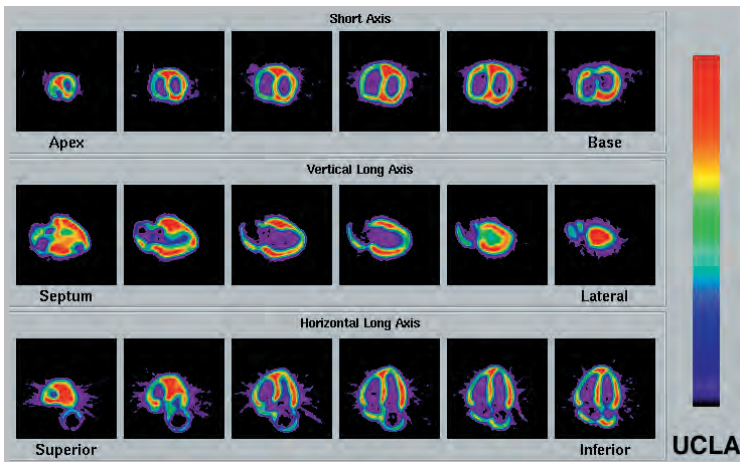 Short Axis
Apex
Base
Vertical Long Axis
Septum
Lateral
Horizontal Long Axis
Superior
Inferior
UCLA